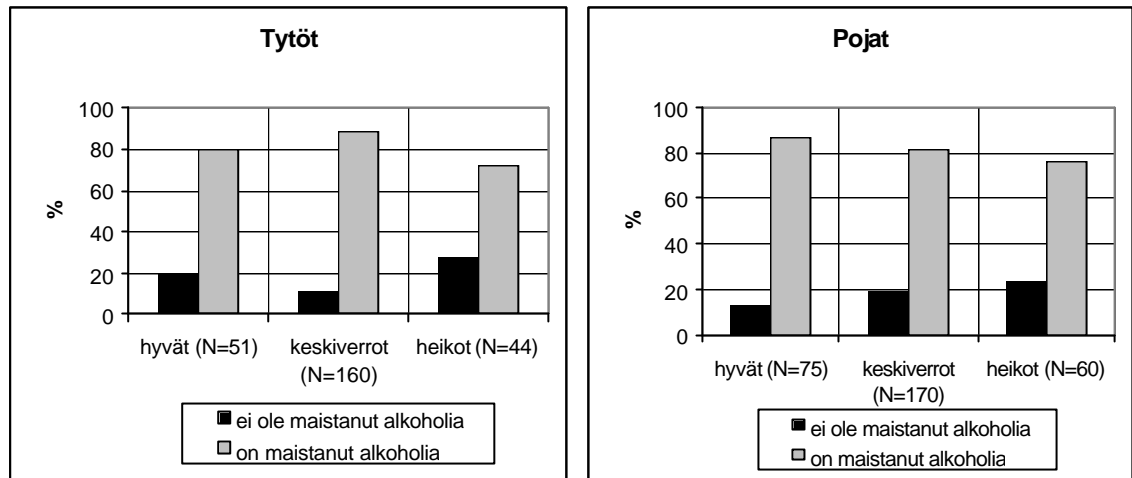 Tytöt
100
80
60
40
20
0
%
hyvät (N=51) keskiverrot (N=160) heikot (N=44)
ei ole maistanut alkoholia
on maistanut alkoholia
Pojat
100
80
60
40
20
0
%
hyvät (N=75) keskiverrot (N=170) heikot (N=60)
ei ole maistanut alkoholia
on maistanut alkoholia